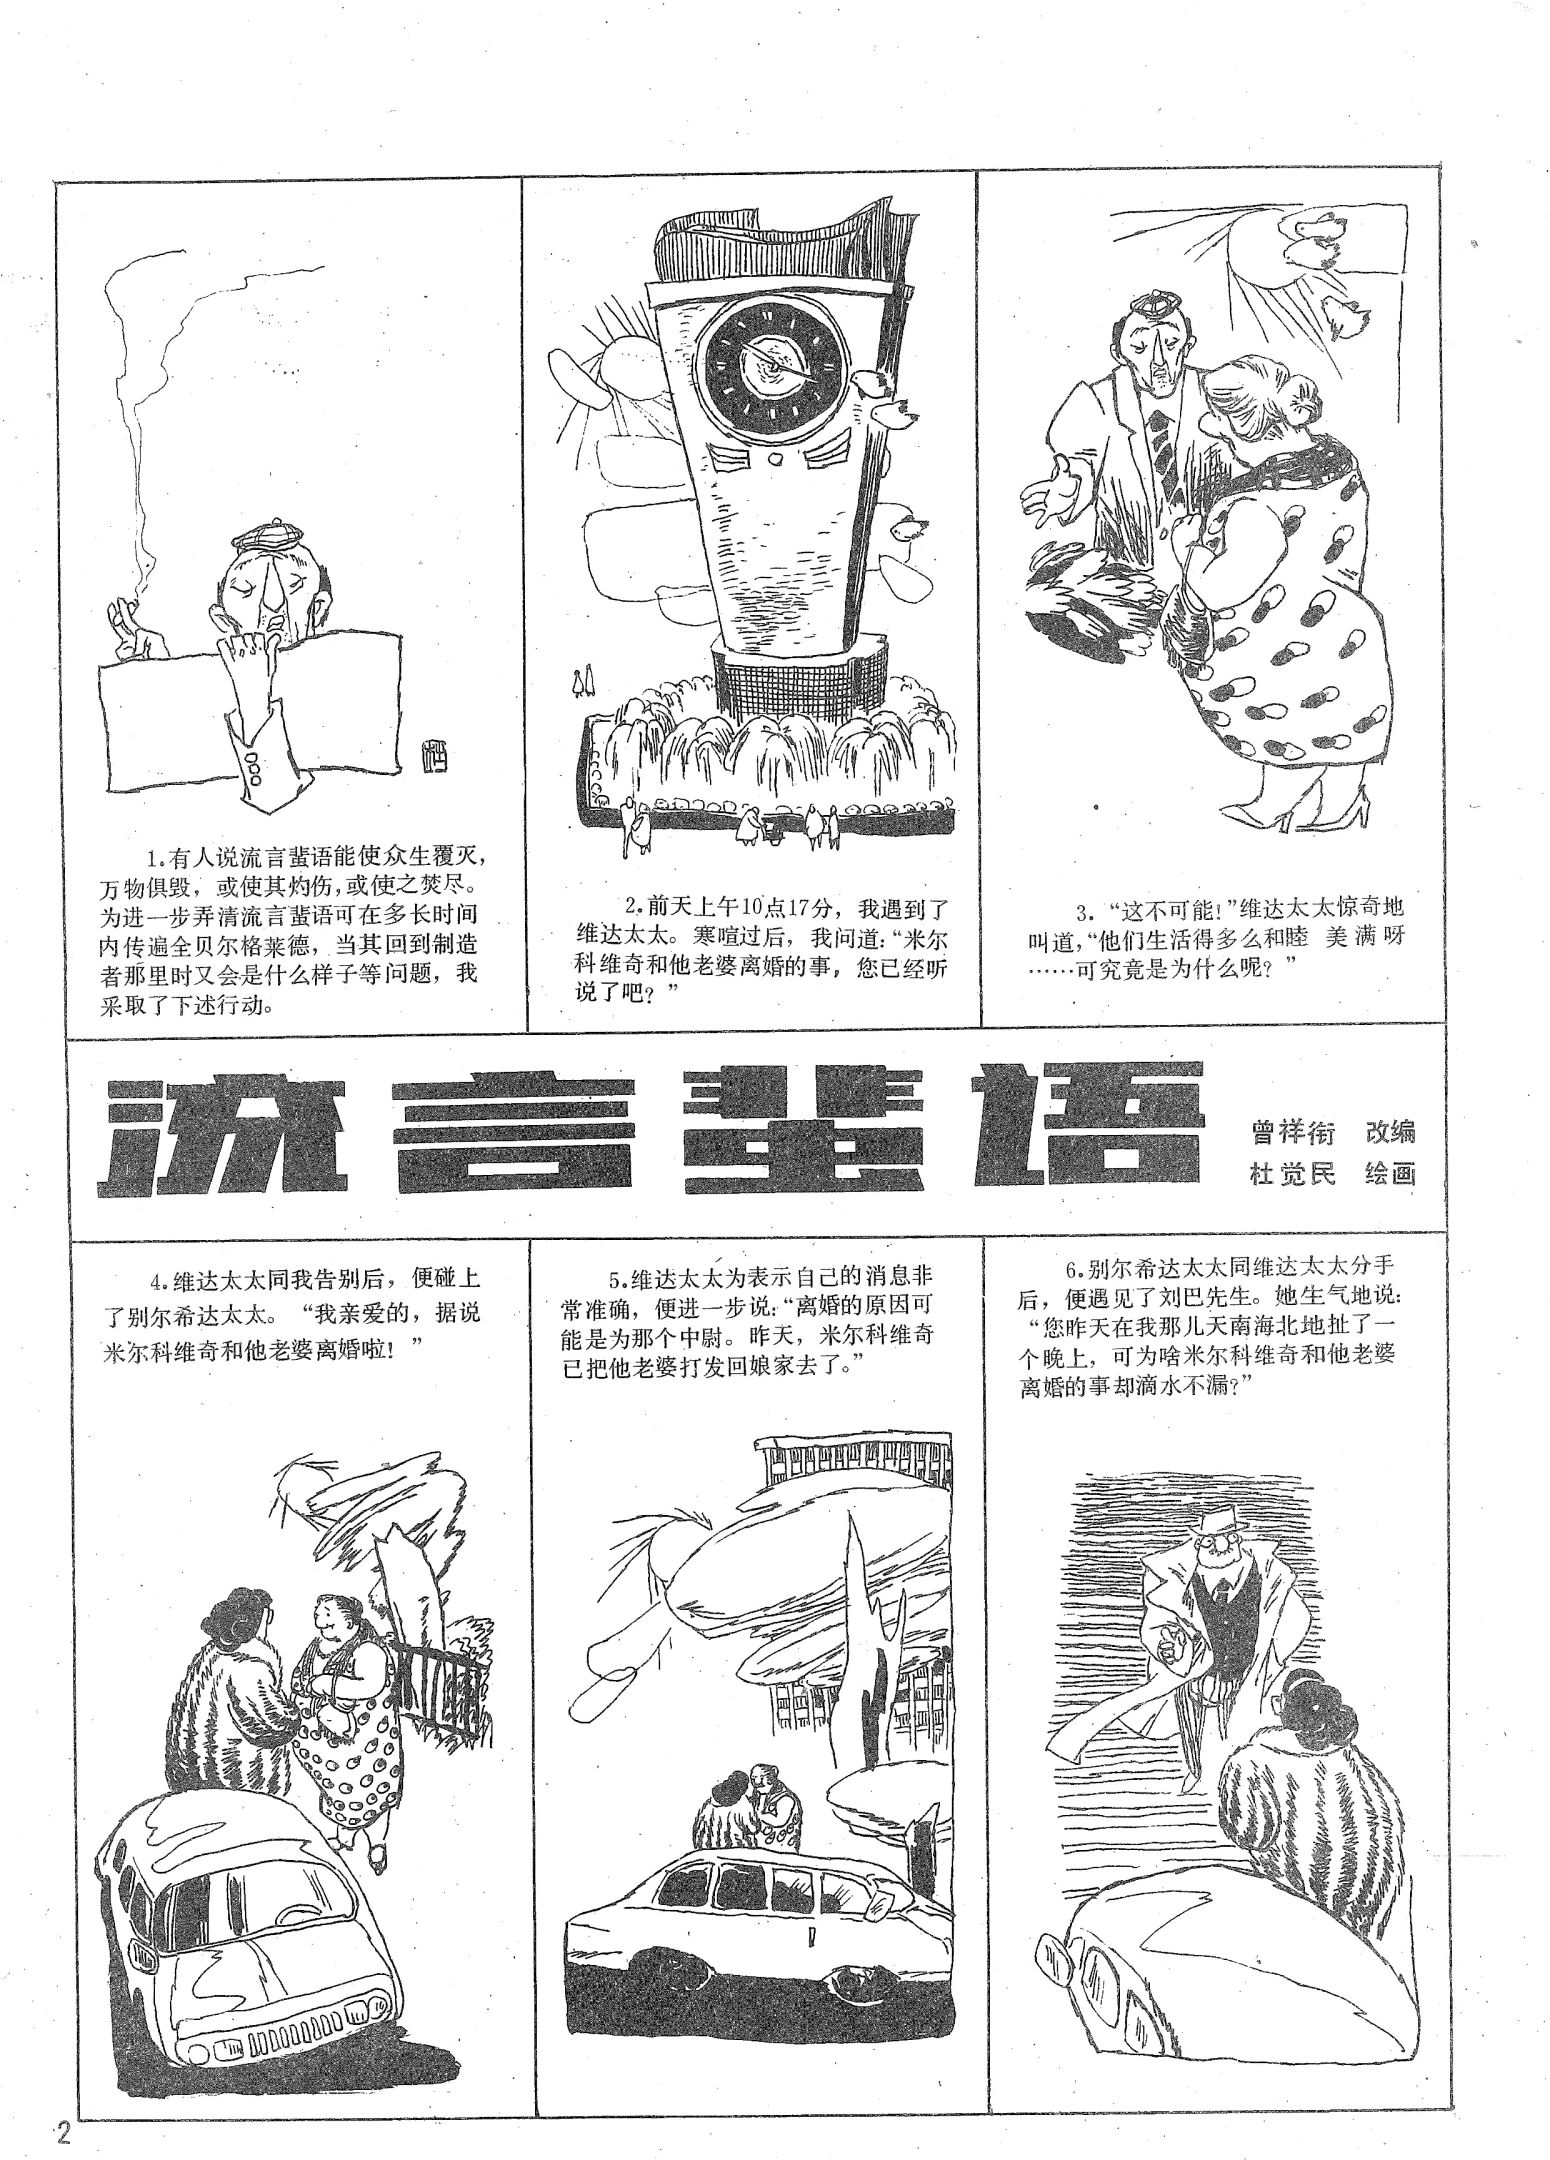 1.有人说流言蜚语能使众生覆灭，
万物俱毁，或使其灼伤，或使之焚尽。
为进一步弄清流言蜚语可在多长时间
内传遍全贝尔格莱德，当其回到制造
者那里时又会是什么样子等问题，我
采取了下述行动。
2.前天上午10点17分，我遇到了
维达太太。寒喧过后，我问道：“米尔
科维奇和他老婆离婚的事，您已经听
说了吧？”
3. “这不可能！”维达太太惊奇地
叫道，“他们生活得多么和睦 美满呀
……可究竟是为什么呢？”
流言蜚语
曾祥衔 改编
杜觉民 绘画
4.维达太太同我告别后，便碰上
了别尔希达太太。“我亲爱的，据说
米尔科维奇和他老婆离婚啦！”
5.维达太太为表示自己的消息非
常准确，便进一步说：“离婚的原因可
能是为那个中尉。昨天，米尔科维奇
已把他老婆打发回娘家去了。”
6.别尔希达太太同维达太太分手
后，便遇见了刘巴先生。她生气地说：
“您昨天在我那儿天南海北地扯了一
个晚上，可为啥米尔科维奇和他老婆
离婚的事却滴水不漏？”
2